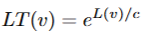 LT(v) = e^{L(v)/c}